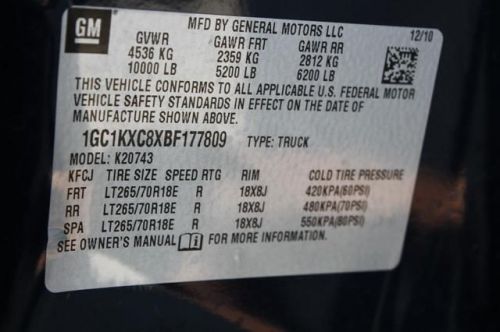 GM
MFD BY GENERAL MOTORS LLC
12/10
GVWR GAWR FRT GAWR RR
4536 KG 2359 KG 2812 KG
10000 LB 5200 LB 6200 LB
THIS VEHICLE CONFORMS TO ALL APPLICABLE U.S. FEDERAL MOTOR
VEHICLE SAFETY STANDARDS IN EFFECT ON THE DATE OF
MANUFACTURE SHOWN ABOVE.
1GC1KXC8XBF177809 TYPE: TRUCK
MODEL: K20743
KFCJ TIRE SIZE SPEED RTG RIM COLD TIRE PRESSURE
FRT LT265/70R18E R 18X8J 420KPA(60PSI)
RR LT265/70R18E R 18X8J 480KPA(70PSI)
SPA LT265/70R18E R 18X8J 550KPA(80PSI)
SEE OWNER'S MANUAL FOR MORE INFORMATION.